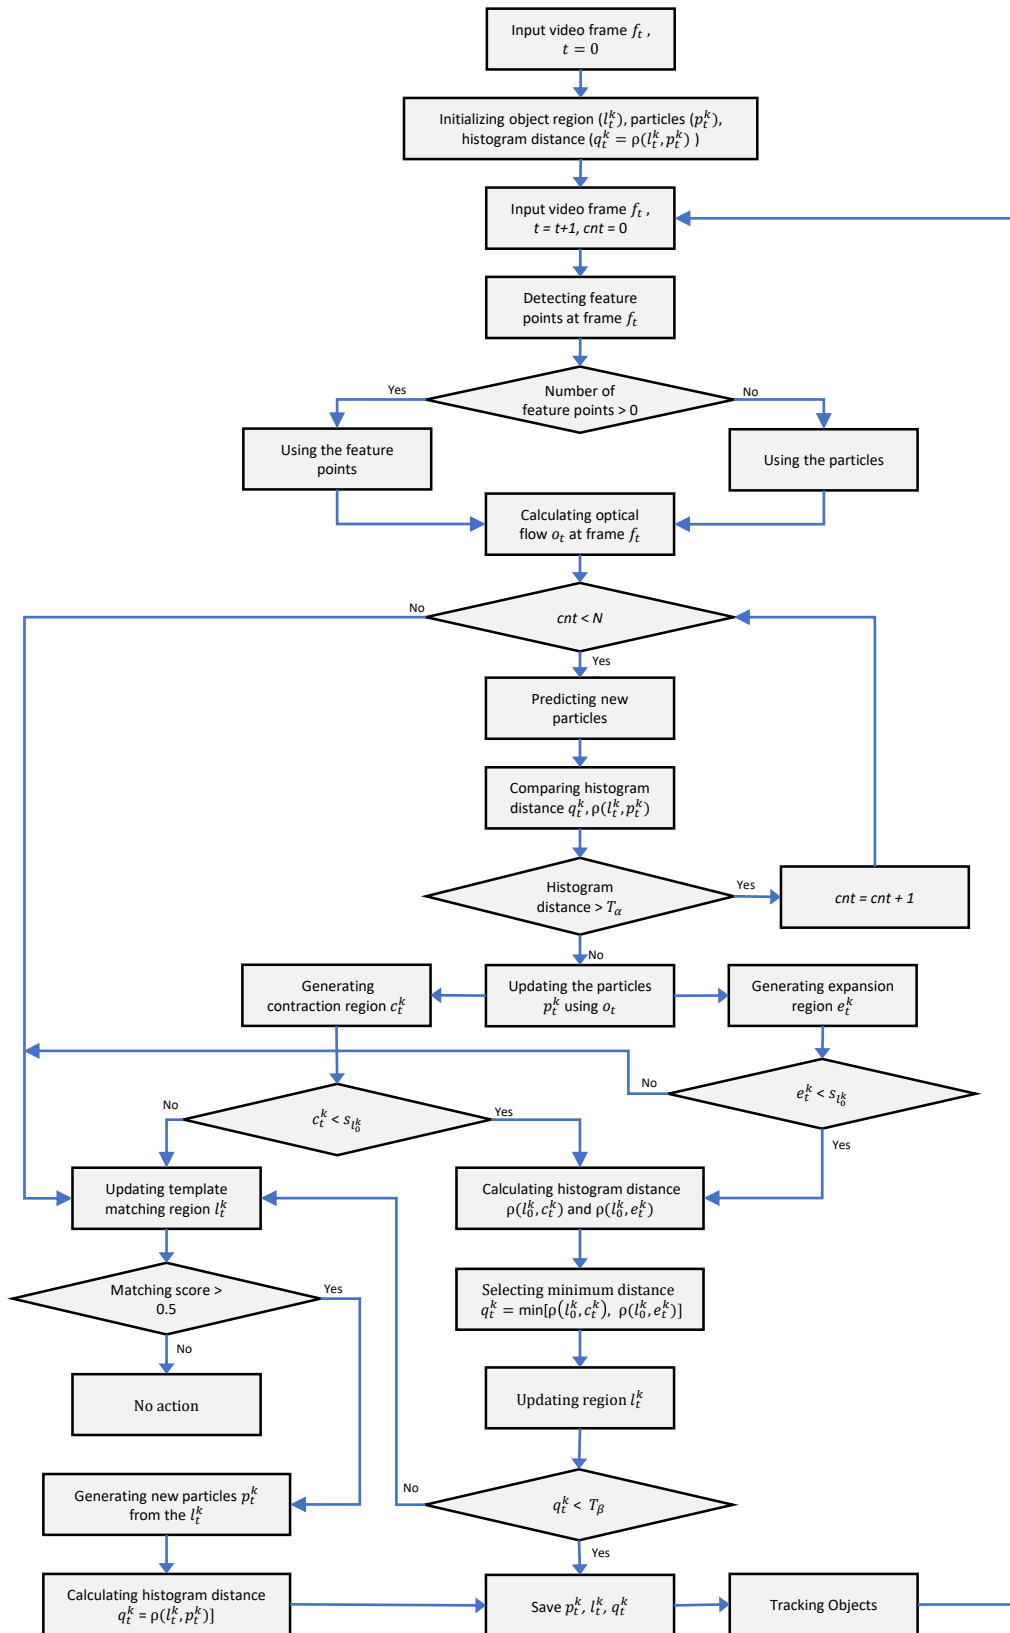 Input video frame f_t ,
t = 0
Initializing object region (l_t^k), particles (p_t^k),
histogram distance (q_t^k = ρ(l_t^k, p_t^k) )
Input video frame f_t ,
t = t+1, cnt = 0
Detecting feature
points at frame f_t
Yes
Number of
feature points > 0
No
Using the feature
points
Using the particles
Calculating optical
flow o_t at frame f_t
No
cnt < N
Yes
Predicting new
particles
Comparing histogram
distance q_t^k, ρ(l_t^k, p_t^k)
Histogram
distance > T_α
Yes
cnt = cnt + 1
No
Generating
contraction region c_t^k
Updating the particles
p_t^k using o_t
Generating expansion
region e_t^k
No
e_t^k < s_{l_0^k}
Yes
No
c_t^k < s_{l_0^k}
Yes
Updating template
matching region l_t^k
Calculating histogram distance
ρ(l_0^k, c_t^k) and ρ(l_0^k, e_t^k)
Matching score >
0.5
Yes
No
Selecting minimum distance
q_t^k = min[ρ(l_0^k, c_t^k), ρ(l_0^k, e_t^k)]
No action
Updating region l_t^k
Generating new particles p_t^k
from the l_t^k
No
q_t^k < T_β
Yes
Calculating histogram distance
q_t^k = ρ(l_t^k, p_t^k)]
Save p_t^k, l_t^k, q_t^k
Tracking Objects